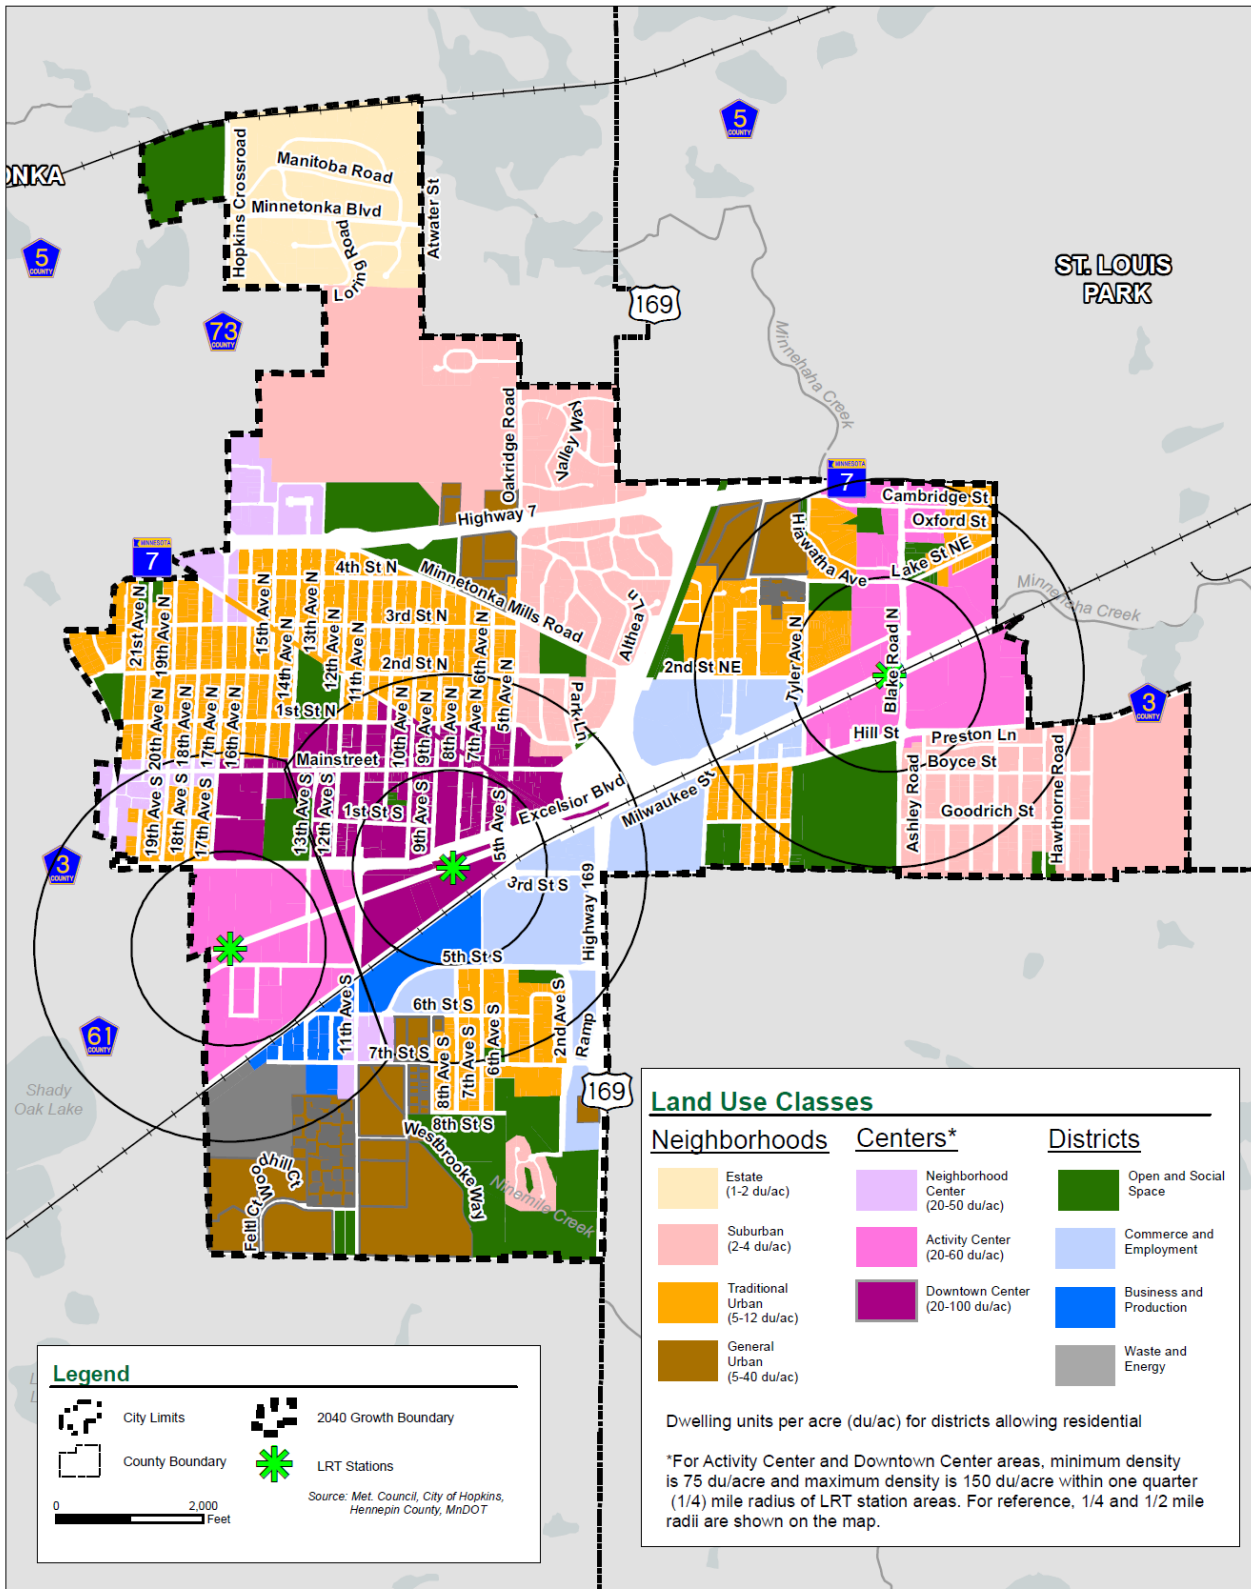 5
COUNTY
ONKA
Hopkins Crossroad
Manitoba Road
Minnetonka Blvd
Loring Road
Atwater St
5
COUNTY
ST. LOUIS
PARK
169
73
COUNTY
Minnehaha Creek
Oakridge Road
Valley Way
MINNESOTA
7
Cambridge St
Oxford St
Hiawatha Ave
Lake St NE
Highway 7
MINNESOTA
7
4th St N
Minnetonka Mills Road
Althea Ln
Minnehaha Creek
21st Ave N
19th Ave N
15th Ave N
14th Ave N
13th Ave N
12th Ave N
11th Ave N
3rd St N
2nd St N
6th Ave N
5th Ave N
2nd St NE
Tyler Ave N
Blake Road N
20th Ave N
18th Ave N
17th Ave N
16th Ave N
1st St N
10th Ave N
9th Ave N
8th Ave N
7th Ave N
Park Ln
3
COUNTY
Hill St
Preston Ln
Boyce St
Mainstreet
Excelsior Blvd
Milwaukee St
Ashley Road
Goodrich St
Hawthorne Road
19th Ave S
18th Ave S
17th Ave S
13th Ave S
12th Ave S
1st St S
9th Ave S
5th Ave S
3
COUNTY
3rd St S
Highway 169
5th St S
11th Ave S
6th St S
2nd Ave S
Ramp
61
COUNTY
7th St S
8th Ave S
7th Ave S
6th Ave S
Shady
Oak Lake
169
8th St S
Westbrooke Way
Ninemile Creek
Woodhill Ct
Feltl Ct
Land Use Classes
Neighborhoods
Estate
(1-2 du/ac)
Suburban
(2-4 du/ac)
Traditional
Urban
(5-12 du/ac)
General
Urban
(5-40 du/ac)
Centers*
Neighborhood
Center
(20-50 du/ac)
Activity Center
(20-60 du/ac)
Downtown Center
(20-100 du/ac)
Districts
Open and Social
Space
Commerce and
Employment
Business and
Production
Waste and
Energy
Dwelling units per acre (du/ac) for districts allowing residential
*For Activity Center and Downtown Center areas, minimum density
is 75 du/acre and maximum density is 150 du/acre within one quarter
(1/4) mile radius of LRT station areas. For reference, 1/4 and 1/2 mile
radii are shown on the map.
Legend
City Limits
2040 Growth Boundary
County Boundary
LRT Stations
0 2,000
Feet
Source: Met. Council, City of Hopkins,
Hennepin County, MnDOT